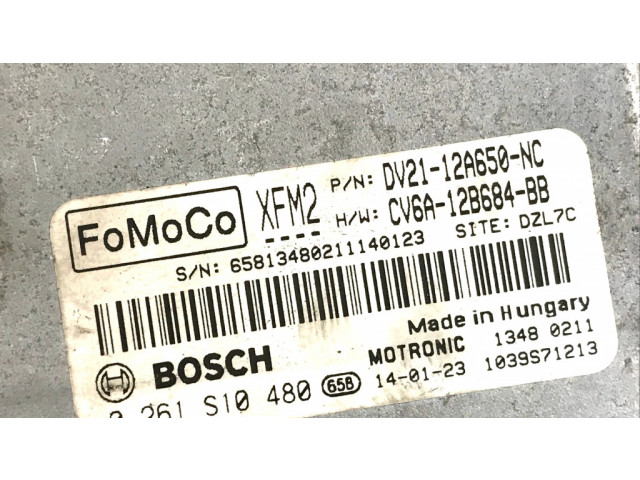 FoMoCo XFM2 P/N: DV21-12A650-NC
H/W: CV6A-12B684-BB
S/N: 65813480211140123 SITE: DZL7C
Made in Hungary
BOSCH MOTRONIC 1348 0211
0 261 S10 480 658 14-01-23 1039S71213